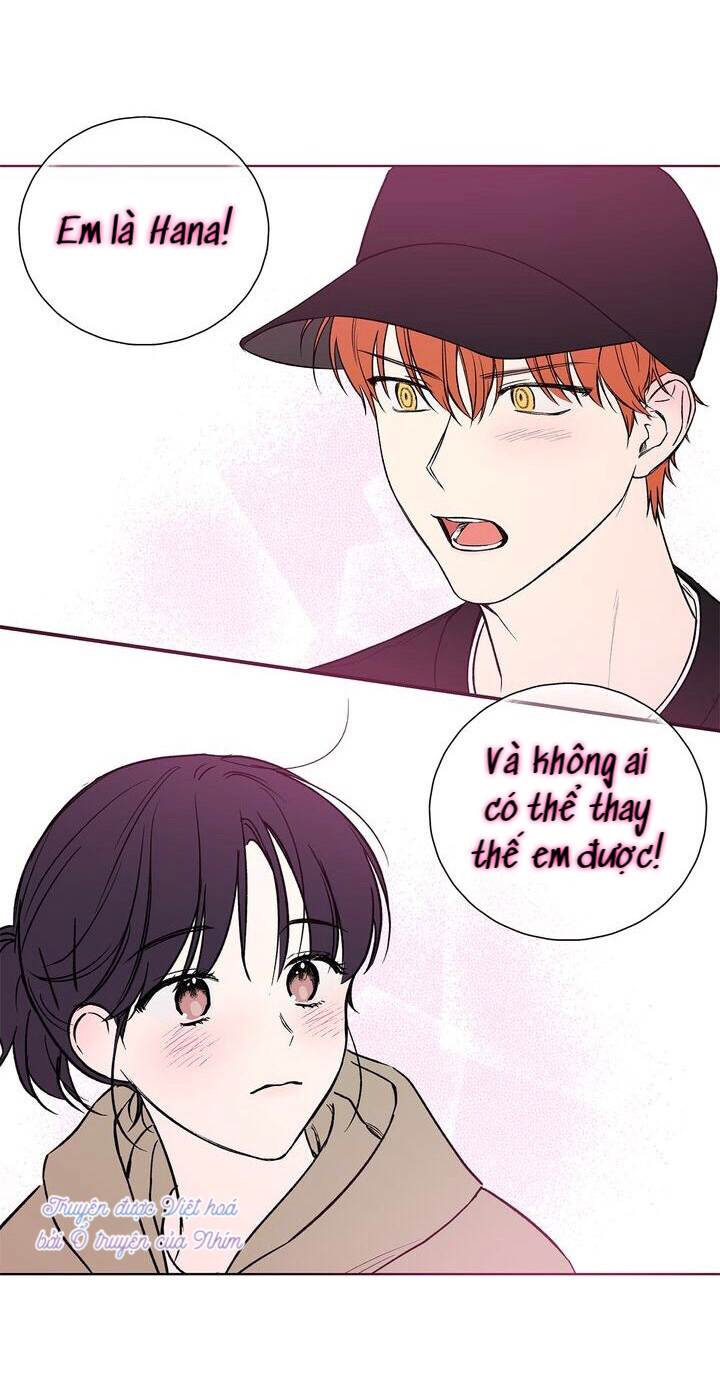 Em là Hana!
Và không ai
có thể thay
thế em được!
Truyện được Việt hoá
bởi Ổ truyện của Nhím